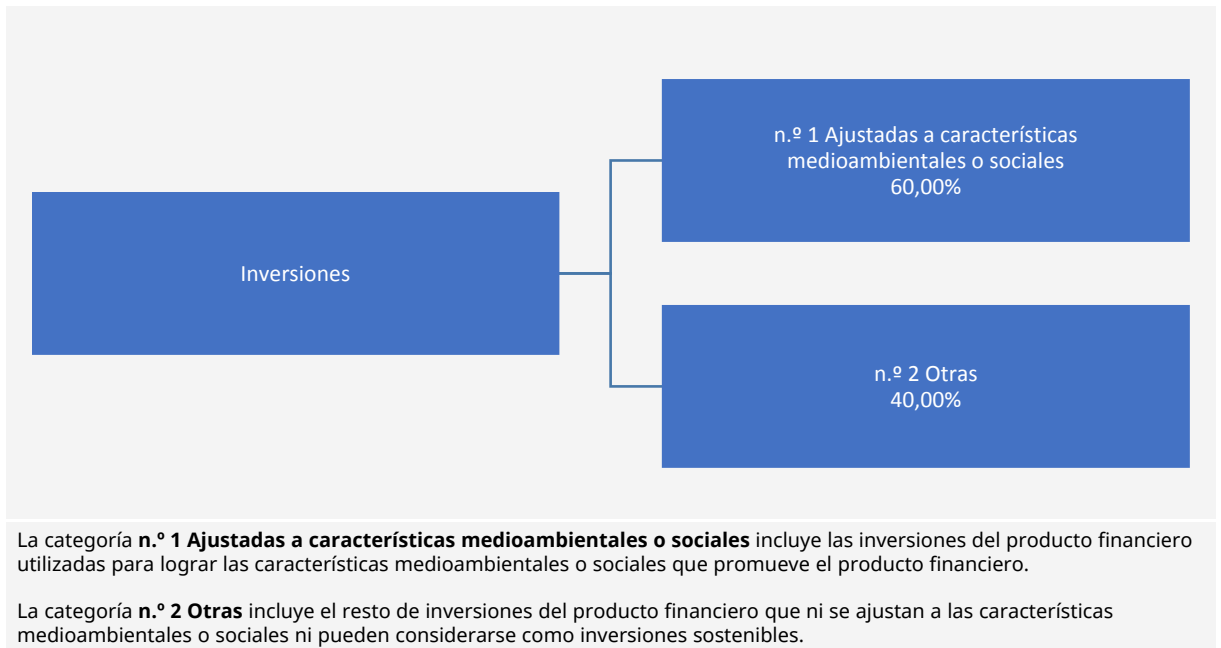 n.º 1 Ajustadas a características
medioambientales o sociales
60,00%
Inversiones
n.º 2 Otras
40,00%
La categoría n.º 1 Ajustadas a características medioambientales o sociales incluye las inversiones del producto financiero
utilizadas para lograr las características medioambientales o sociales que promueve el producto financiero.
La categoría n.º 2 Otras incluye el resto de inversiones del producto financiero que ni se ajustan a las características
medioambientales o sociales ni pueden considerarse como inversiones sostenibles.